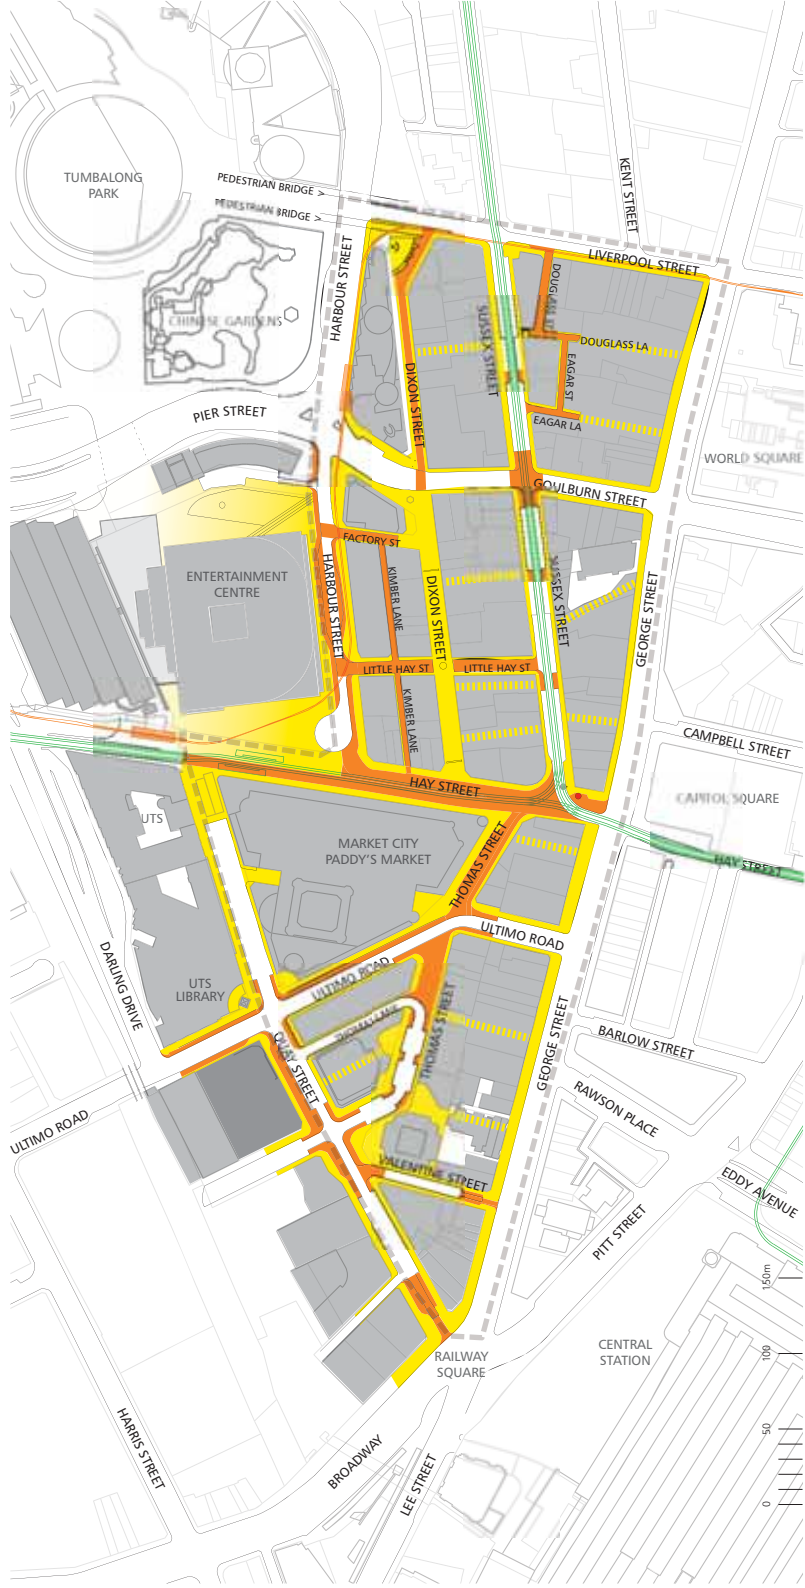 KENT STREET
TUMBALONG
PARK
PEDESTRIAN BRIDGE >
PEDESTRIAN BRIDGE >
HARBOUR STREET
LIVERPOOL STREET
DOUGLASS
CHINESE GARDENS
SUSSEX STREET
DOUGLASS LA
EAGAR ST
DIXON STREET
PIER STREET
EAGAR LA
WORLD SQUARE
GOULBURN STREET
FACTORY ST
ENTERTAINMENT
CENTRE
HARBOUR STREET
KIMBER LANE
DIXON STREET
SUSSEX STREET
GEORGE STREET
LITTLE HAY ST
LITTLE HAY ST
KIMBER LANE
CAMPBELL STREET
HAY STREET
CAPITOL SQUARE
UTS
MARKET CITY
PADDY'S MARKET
THOMAS STREET
HAY STREET
ULTIMO ROAD
DARLING DRIVE
UTS
LIBRARY
ULTIMO ROAD
THOMAS LANE
THOMAS STREET
GEORGE STREET
BARLOW STREET
QUAY STREET
RAWSON PLACE
ULTIMO ROAD
VALENTINE STREET
EDDY AVENUE
PITT STREET
150m
100
50
0
CENTRAL
STATION
RAILWAY
SQUARE
HARRIS STREET
BROADWAY
LEE STREET